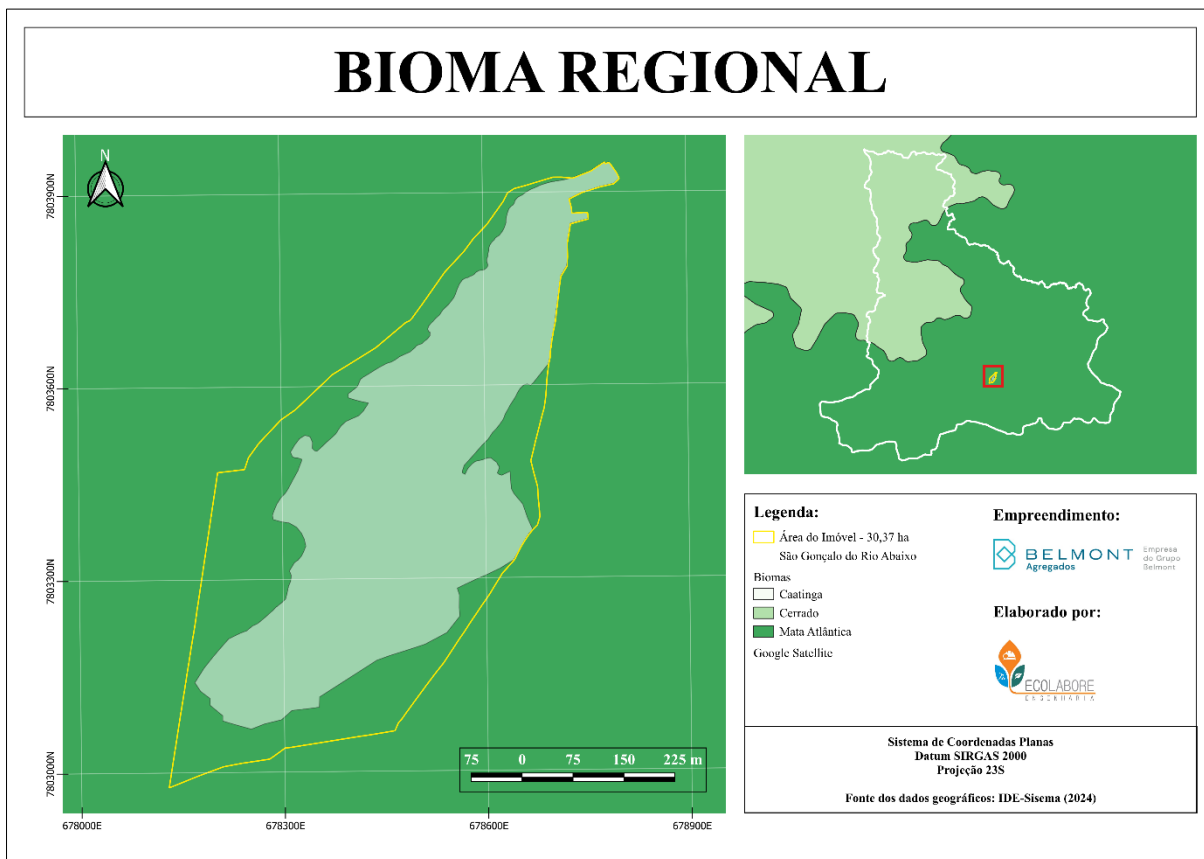 BIOMA REGIONAL
N
7803900N
7803600N
7803300N
7803000N
678000E
678300E
678600E
678900E
75 0 75 150 225 m
Legenda:
Área do Imóvel - 30,37 ha
São Gonçalo do Rio Abaixo
Biomas
Caatinga
Cerrado
Mata Atlântica
Google Satellite
Empreendimento:
BELMONT
Agregados
Empresa
do Grupo
Belmont
Elaborado por:
ECOLABORE
ENGENHARIA
Sistema de Coordenadas Planas
Datum SIRGAS 2000
Projeção 23S
Fonte dos dados geográficos: IDE-Sisema (2024)